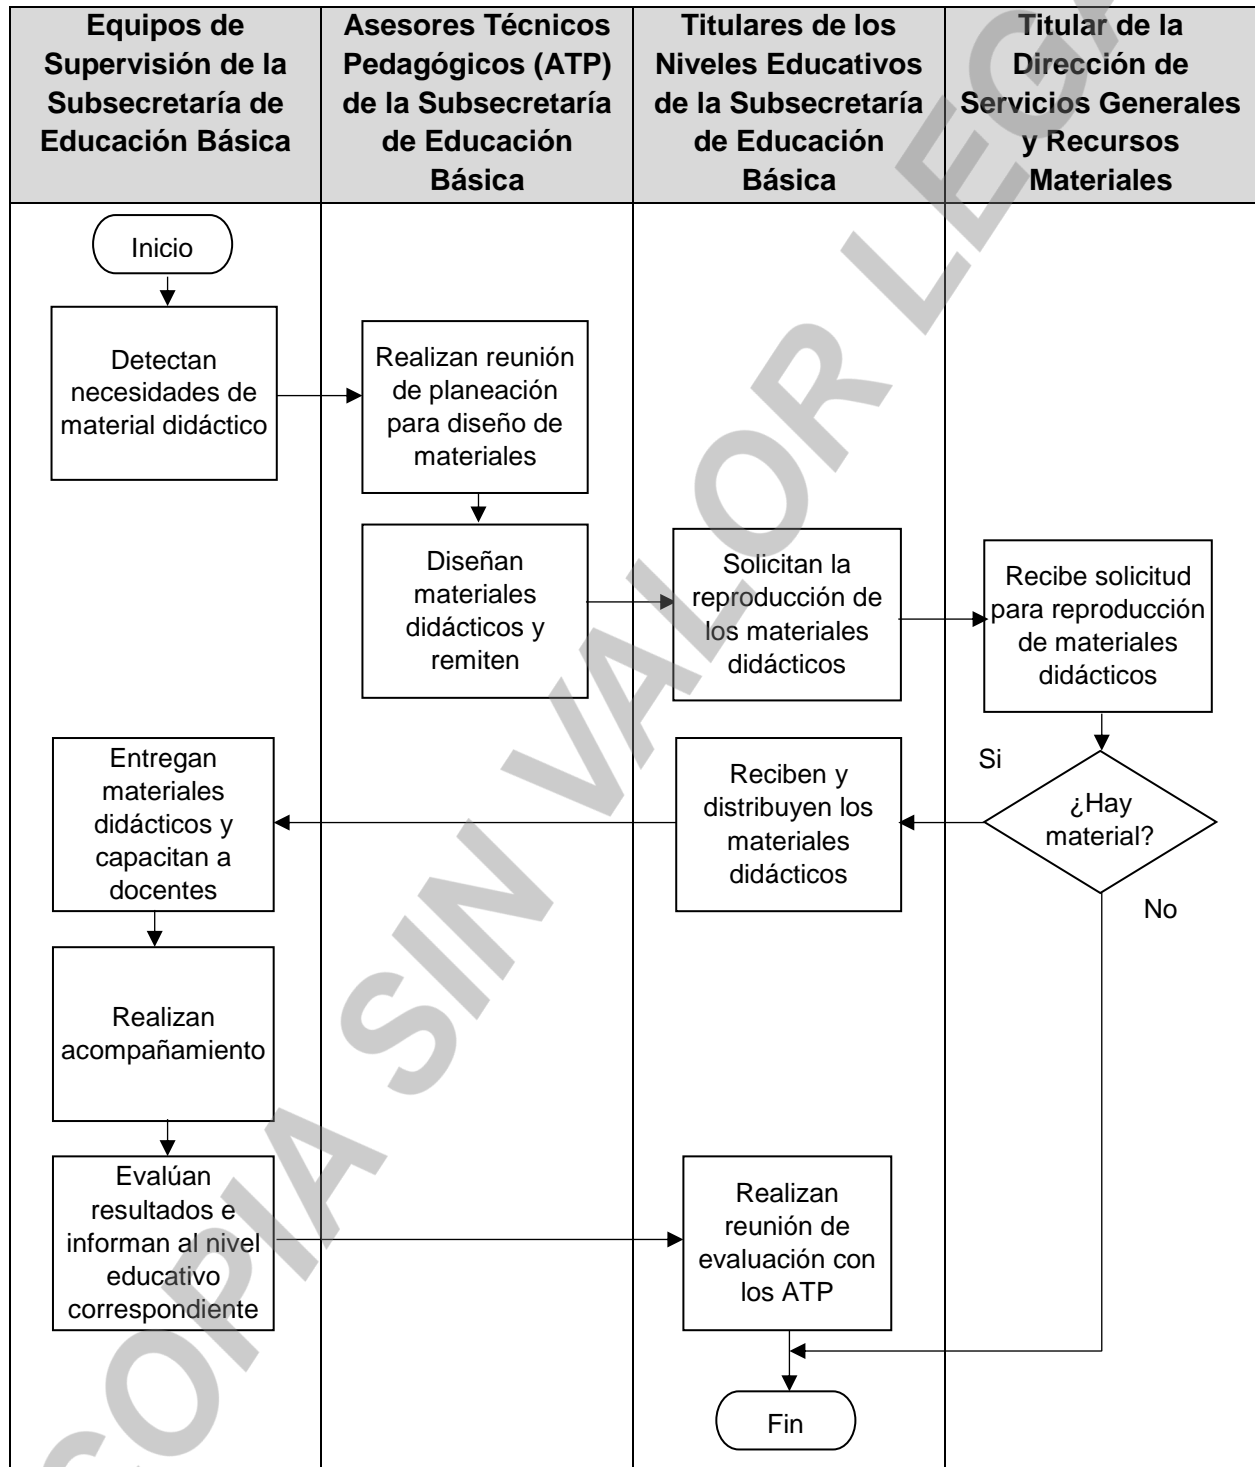 Equipos de
Supervisión de la
Subsecretaría de
Educación Básica
Asesores Técnicos
Pedagógicos (ATP)
de la Subsecretaría
de Educación
Básica
Titulares de los
Niveles Educativos
de la Subsecretaría
de Educación
Básica
Titular de la
Dirección de
Servicios Generales
y Recursos
Materiales
Inicio
Detectan
necesidades de
material didáctico
Realizan reunión
de planeación
para diseño de
materiales
Diseñan
materiales
didácticos y
remiten
Solicitan la
reproducción de
los materiales
didácticos
Recibe solicitud
para reproducción
de materiales
didácticos
¿Hay
material?
Si
No
Reciben y
distribuyen los
materiales
didácticos
Entregan
materiales
didácticos y
capacitan a
docentes
Realizan
acompañamiento
Evalúan
resultados e
informan al nivel
educativo
correspondiente
Realizan
reunión de
evaluación con
los ATP
Fin
COPIA SIN VALOR LEGA